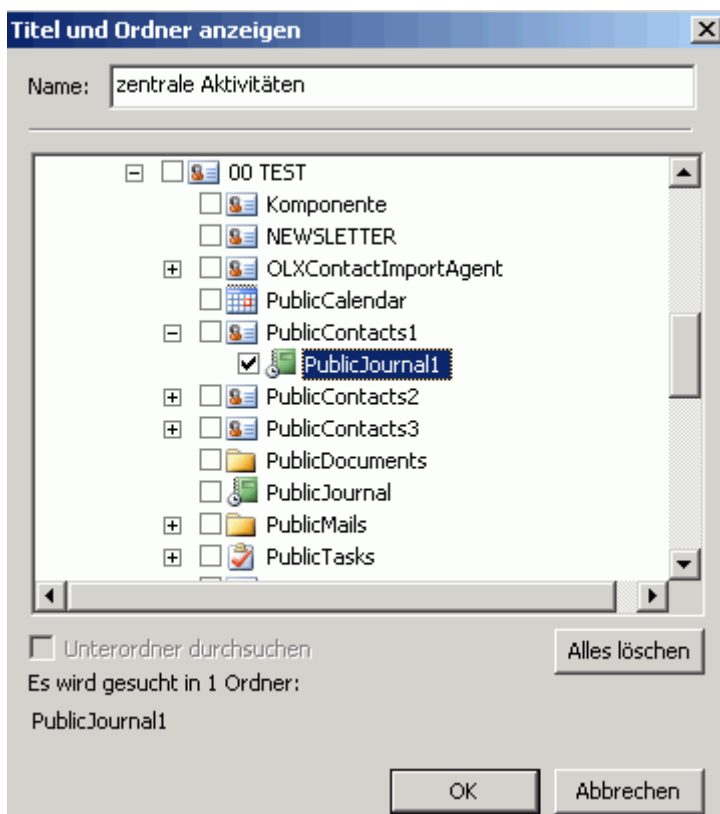 Titel und Ordner anzeigen
Name: zentrale Aktivitäten
00 TEST
Komponente
NEWSLETTER
OLXContactImportAgent
PublicCalendar
PublicContacts1
PublicJournal1
PublicContacts2
PublicContacts3
PublicDocuments
PublicJournal
PublicMails
PublicTasks
Unterordner durchsuchen
Alles löschen
Es wird gesucht in 1 Ordner:
PublicJournal1
OK
Abbrechen